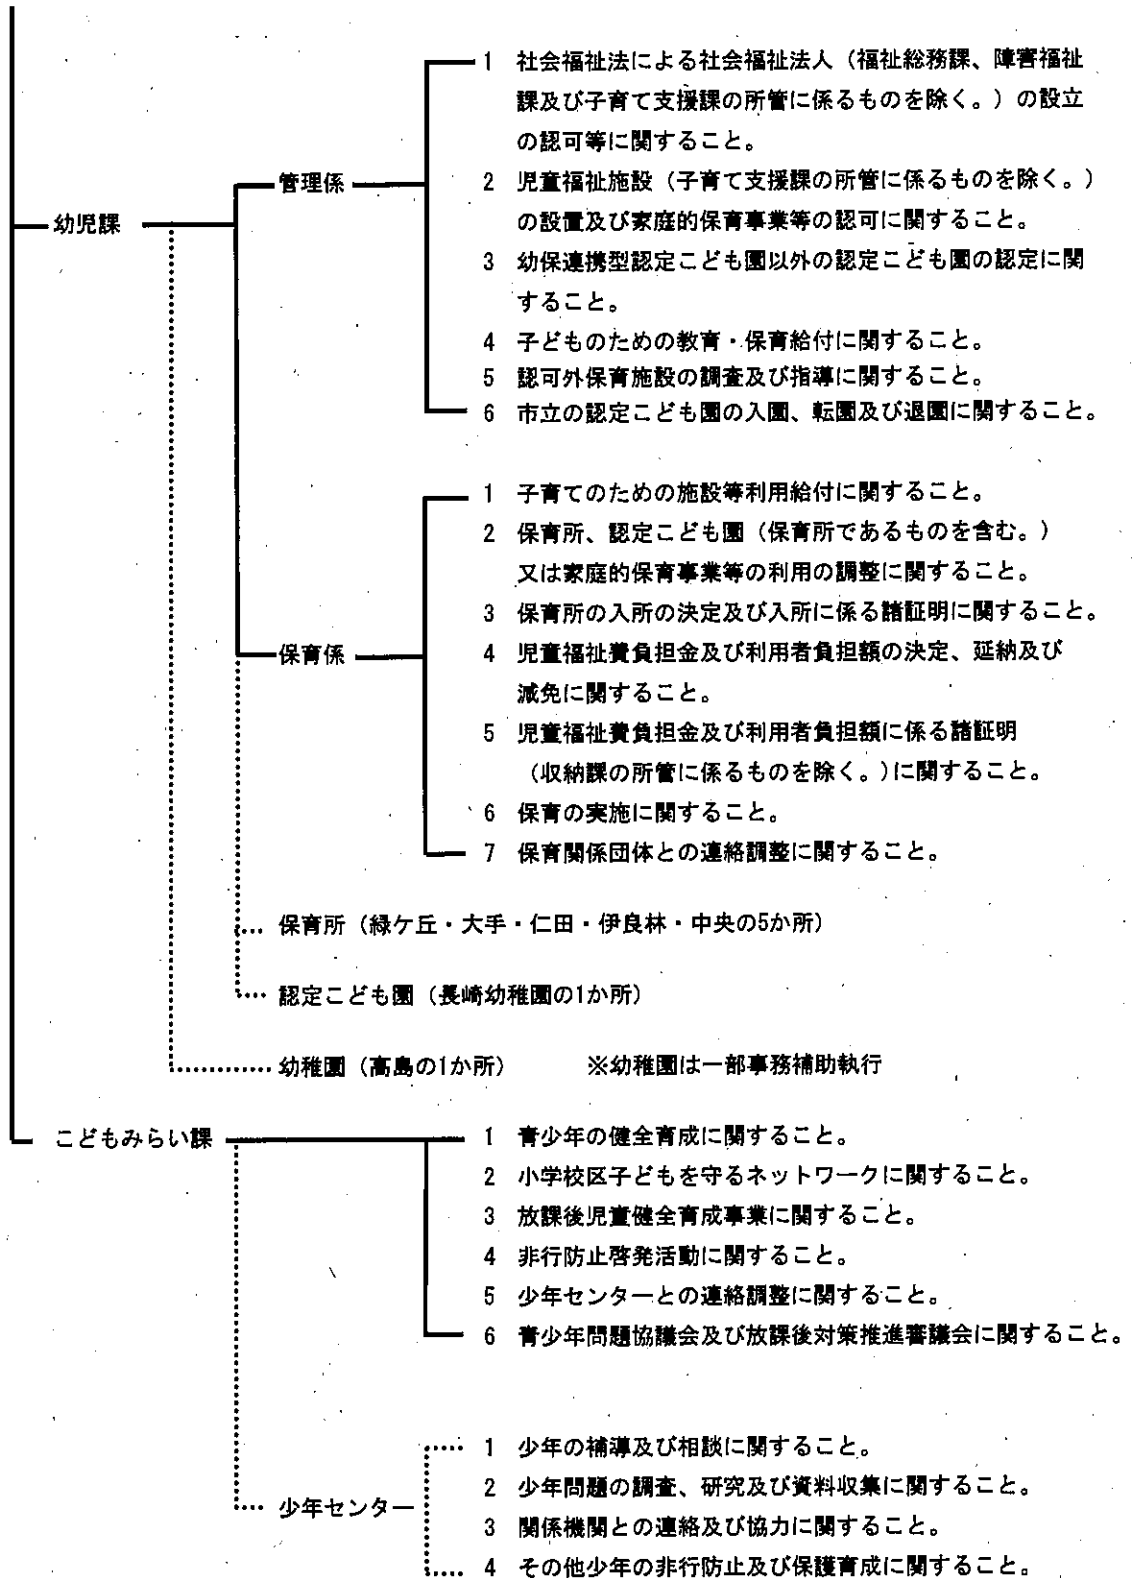 1 社会福祉法による社会福祉法人（福祉総務課、障害福祉
課及び子育て支援課の所管に係るものを除く。）の設立
の認可等に関すること。
管理係
2 児童福祉施設（子育て支援課の所管に係るものを除く。）
の設置及び家庭的保育事業等の認可に関すること。
幼児課
3 幼保連携型認定こども園以外の認定こども園の認定に関
すること。
4 子どものための教育・保育給付に関すること。
5 認可外保育施設の調査及び指導に関すること。
6 市立の認定こども園の入園、転園及び退園に関すること。
1 子育てのための施設等利用給付に関すること。
2 保育所、認定こども園（保育所であるものを含む。）
又は家庭的保育事業等の利用の調整に関すること。
3 保育所の入所の決定及び入所に係る諸証明に関すること。
保育係
4 児童福祉費負担金及び利用者負担額の決定、延納及び
減免に関すること。
5 児童福祉費負担金及び利用者負担額に係る諸証明
（収納課の所管に係るものを除く。)に関すること。
6 保育の実施に関すること。
7 保育関係団体との連絡調整に関すること。
保育所（緑ケ丘・大手・仁田・伊良林・中央の5か所）
認定こども園（長崎幼稚園の1か所）
幼稚園（高島の1か所） ※幼稚園は一部事務補助執行
こどもみらい課
1 青少年の健全育成に関すること。
2 小学校区子どもを守るネットワークに関すること。
3 放課後児童健全育成事業に関すること。
4 非行防止啓発活動に関すること。
5 少年センターとの連絡調整に関すること。
6 青少年問題協議会及び放課後対策推進審議会に関すること。
少年センター
1 少年の補導及び相談に関すること。
2 少年問題の調査、研究及び資料収集に関すること。
3 関係機関との連絡及び協力に関すること。
4 その他少年の非行防止及び保護育成に関すること。